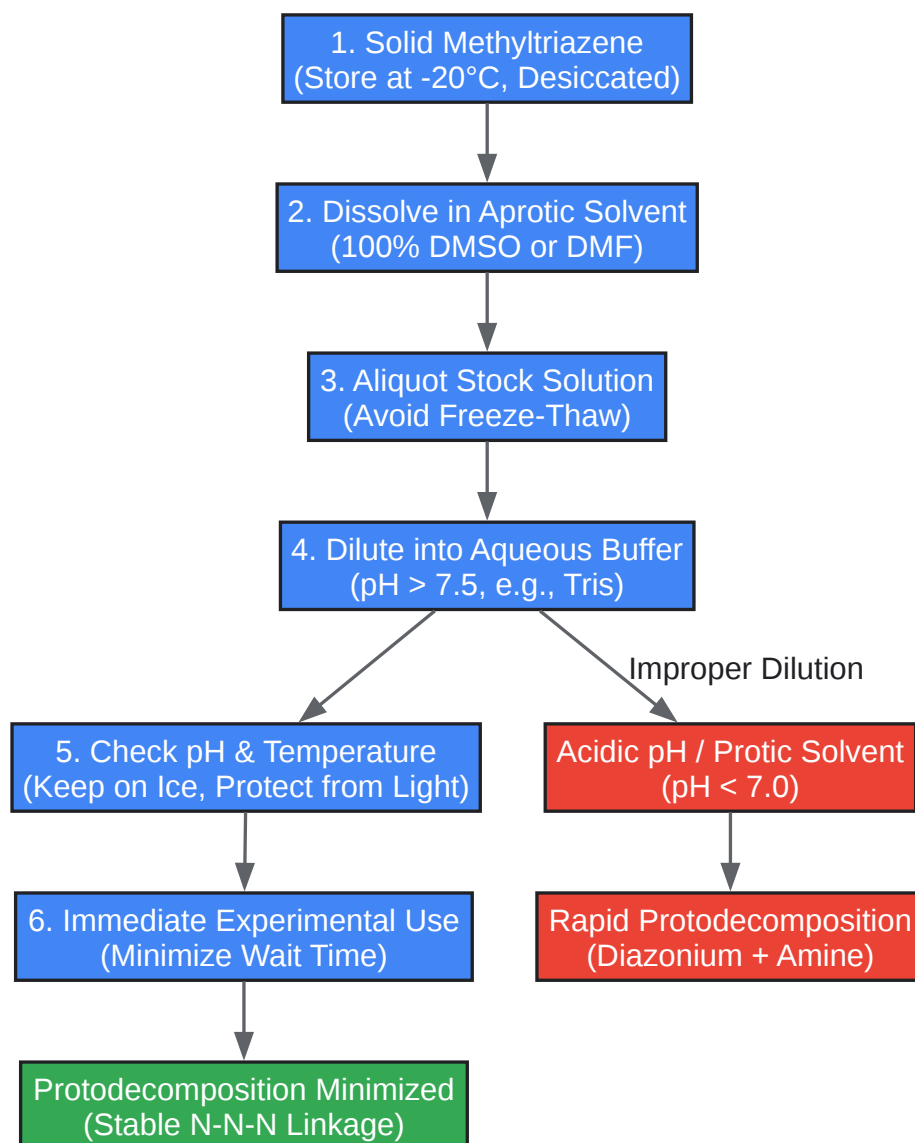 1. Solid Methyltriazene
(Store at -20°C, Desiccated)
2. Dissolve in Aprotic Solvent
(100% DMSO or DMF)
3. Aliquot Stock Solution
(Avoid Freeze-Thaw)
4. Dilute into Aqueous Buffer
(pH > 7.5, e.g., Tris)
Improper Dilution
5. Check pH & Temperature
(Keep on Ice, Protect from Light)
Acidic pH / Protic Solvent
(pH < 7.0)
6. Immediate Experimental Use
(Minimize Wait Time)
Rapid Protodecomposition
(Diazonium + Amine)
Protodecomposition Minimized
(Stable N-N-N Linkage)